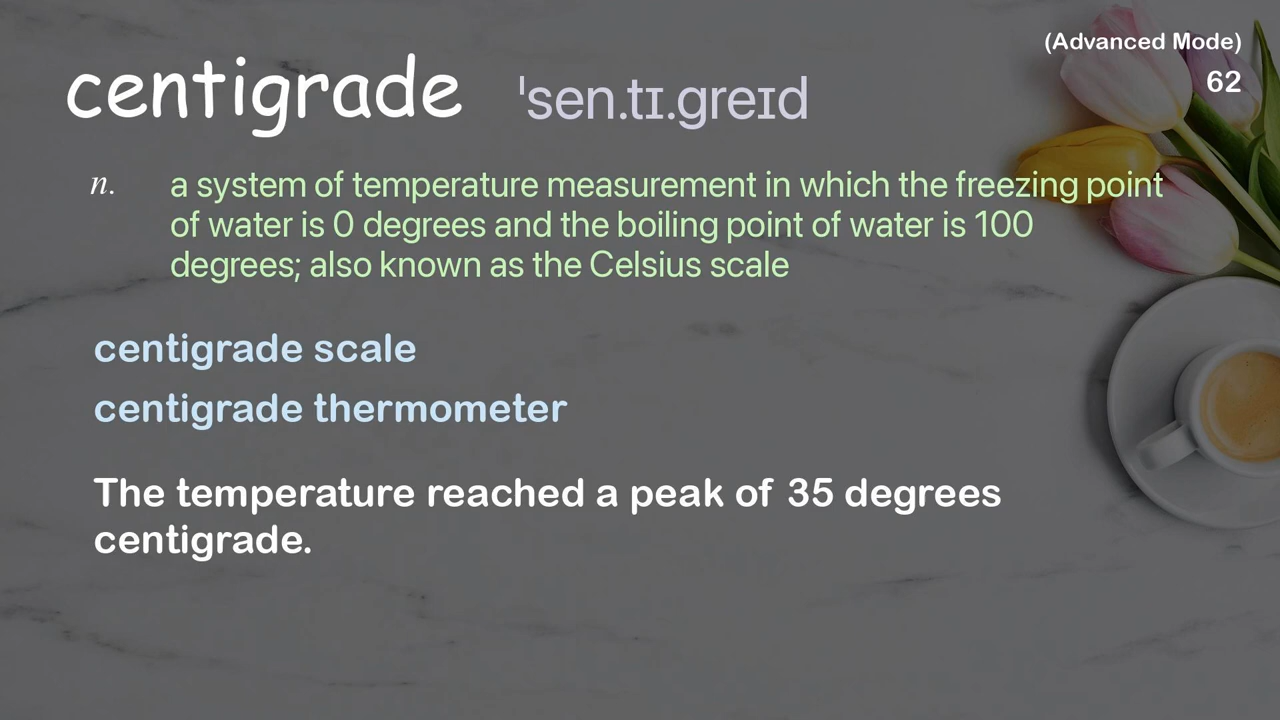 (Advanced Mode)
62
centigrade ˈsen.tɪ.greɪd
n. a system of temperature measurement in which the freezing point
of water is 0 degrees and the boiling point of water is 100
degrees; also known as the Celsius scale
centigrade scale
centigrade thermometer
The temperature reached a peak of 35 degrees
centigrade.